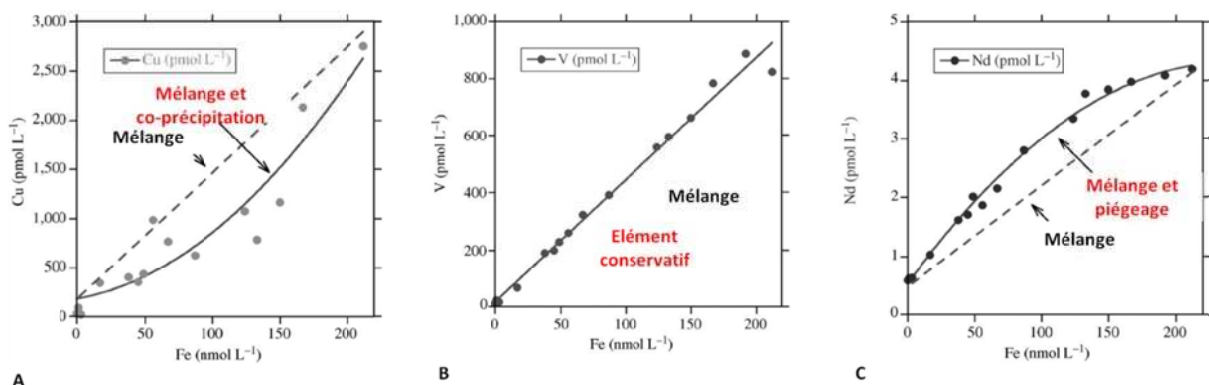 3,000
2,500
2,000
1,500
1,000
500
0
Cu (pmol L⁻¹)
Cu (pmol L⁻¹)
Mélange et
co-précipitation
Mélange
0 50 100 150 200
Fe (nmol L⁻¹)
A
1,000
800
600
400
200
0
V (pmol L⁻¹)
V (pmol L⁻¹)
Mélange
Elément
conservatif
0 50 100 150 200
Fe (nmol L⁻¹)
B
5
4
3
2
1
0
Nd (pmol L⁻¹)
Nd (pmol L⁻¹)
Mélange et
piégeage
Mélange
0 50 100 150 200
Fe (nmol L⁻¹)
C